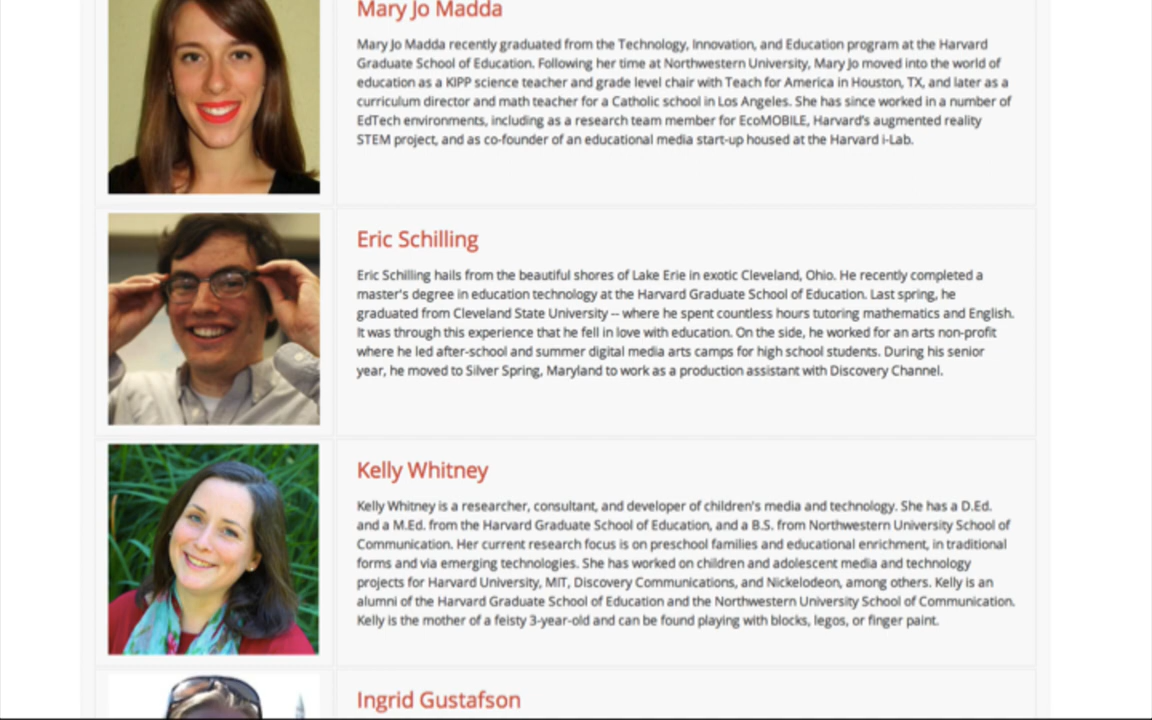 Mary Jo Madda
Mary Jo Madda recently graduated from the Technology, Innovation, and Education program at the Harvard
Graduate School of Education. Following her time at Northwestern University, Mary Jo moved into the world of
education as a KIPP science teacher and grade level chair with Teach for America in Houston, TX, and later as a
curriculum director and math teacher for a Catholic school in Los Angeles. She has since worked in a number of
EdTech environments, including as a research team member for EcoMOBILE, Harvard's augmented reality
STEM project, and as co-founder of an educational media start-up housed at the Harvard i-Lab.
Eric Schilling
Eric Schilling hails from the beautiful shores of Lake Erie in exotic Cleveland, Ohio. He recently completed a
master's degree in education technology at the Harvard Graduate School of Education. Last spring, he
graduated from Cleveland State University -- where he spent countless hours tutoring mathematics and English.
It was through this experience that he fell in love with education. On the side, he worked for an arts non-profit
where he led after-school and summer digital media arts camps for high school students. During his senior
year, he moved to Silver Spring, Maryland to work as a production assistant with Discovery Channel.
Kelly Whitney
Kelly Whitney is a researcher, consultant, and developer of children's media and technology. She has a D.Ed.
and a M.Ed. from the Harvard Graduate School of Education, and a B.S. from Northwestern University School of
Communication. Her current research focus is on preschool families and educational enrichment, in traditional
forms and via emerging technologies. She has worked on children and adolescent media and technology
projects for Harvard University, MIT, Discovery Communications, and Nickelodeon, among others. Kelly is an
alumni of the Harvard Graduate School of Education and the Northwestern University School of Communication.
Kelly is the mother of a feisty 3-year-old and can be found playing with blocks, legos, or finger paint.
Ingrid Gustafson